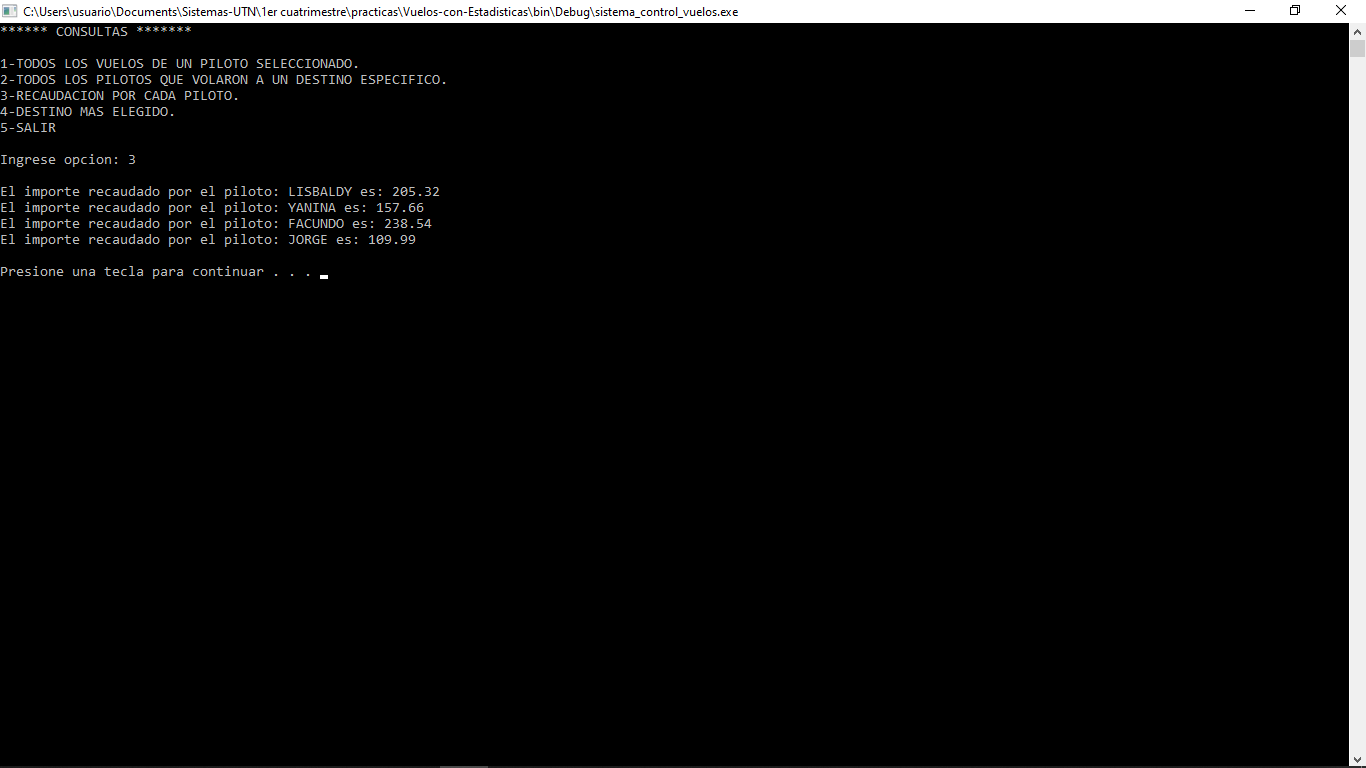 C:\Users\usuario\Documents\Sistemas-UTN\1er cuatrimestre\practicas\Vuelos-con-Estadisticas\bin\Debug\sistema_control_vuelos.exe
****** CONSULTAS *******
1-TODOS LOS VUELOS DE UN PILOTO SELECCIONADO.
2-TODOS LOS PILOTOS QUE VOLARON A UN DESTINO ESPECIFICO.
3-RECAUDACION POR CADA PILOTO.
4-DESTINO MAS ELEGIDO.
5-SALIR
Ingrese opcion: 3
El importe recaudado por el piloto: LISBALDY es: 205.32
El importe recaudado por el piloto: YANINA es: 157.66
El importe recaudado por el piloto: FACUNDO es: 238.54
El importe recaudado por el piloto: JORGE es: 109.99
Presione una tecla para continuar . . .